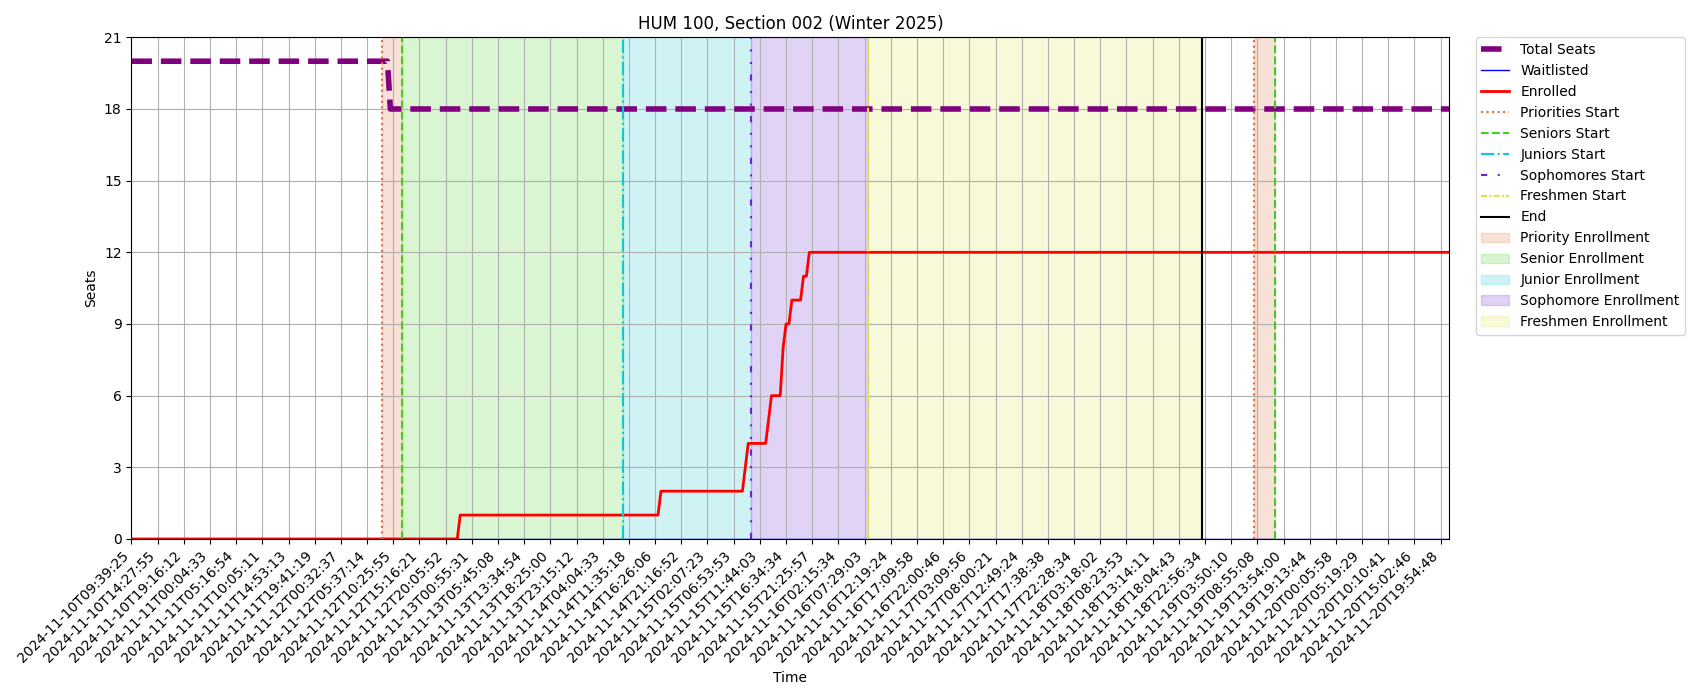 HUM 100, Section 002 (Winter 2025)
21
18
15
12
9
6
3
0
Seats
2024-11-10T09:39:25
2024-11-10T14:27:55
2024-11-10T19:16:12
2024-11-11T00:04:33
2024-11-11T05:16:54
2024-11-11T10:05:11
2024-11-11T14:53:13
2024-11-11T19:41:19
2024-11-12T00:32:37
2024-11-12T05:37:14
2024-11-12T10:25:55
2024-11-12T15:16:21
2024-11-12T20:05:52
2024-11-13T00:55:31
2024-11-13T05:45:08
2024-11-13T13:34:54
2024-11-13T18:25:00
2024-11-13T23:15:12
2024-11-14T04:04:33
2024-11-14T11:35:18
2024-11-14T16:26:06
2024-11-14T21:16:52
2024-11-15T02:07:23
2024-11-15T06:53:53
2024-11-15T11:44:03
2024-11-15T16:34:34
2024-11-15T21:25:57
2024-11-16T02:15:34
2024-11-16T07:29:03
2024-11-16T12:19:24
2024-11-16T17:09:58
2024-11-16T22:00:46
2024-11-17T03:09:56
2024-11-17T08:00:21
2024-11-17T12:49:24
2024-11-17T17:38:38
2024-11-17T22:28:34
2024-11-18T03:18:02
2024-11-18T08:23:53
2024-11-18T13:14:11
2024-11-18T18:04:43
2024-11-18T22:56:34
2024-11-19T03:50:10
2024-11-19T08:55:08
2024-11-19T13:54:00
2024-11-19T19:13:44
2024-11-20T00:05:58
2024-11-20T05:19:29
2024-11-20T10:10:41
2024-11-20T15:02:46
2024-11-20T19:54:48
Time
Total Seats
Waitlisted
Enrolled
Priorities Start
Seniors Start
Juniors Start
Sophomores Start
Freshmen Start
End
Priority Enrollment
Senior Enrollment
Junior Enrollment
Sophomore Enrollment
Freshmen Enrollment